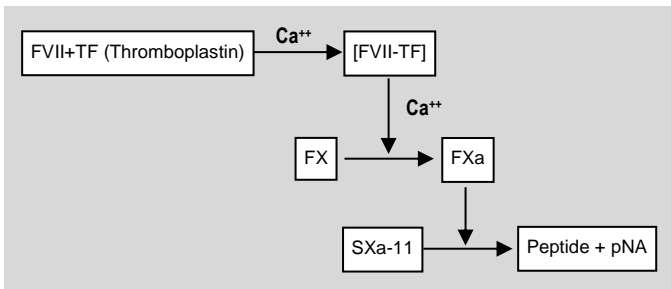 FVII+TF (Thromboplastin)
Ca⁺⁺
[FVII-TF]
Ca⁺⁺
FX
FXa
SXa-11
Peptide + pNA